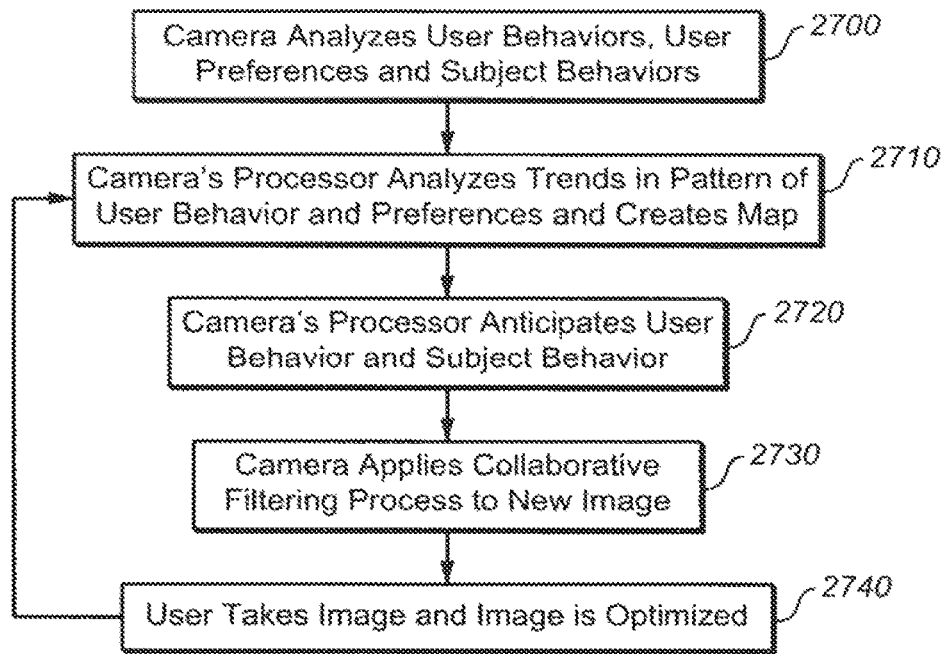 Camera Analyzes User Behaviors, User
Preferences and Subject Behaviors
2700
Camera's Processor Analyzes Trends in Pattern of
User Behavior and Preferences and Creates Map
2710
Camera's Processor Anticipates User
Behavior and Subject Behavior
2720
Camera Applies Collaborative
Filtering Process to New Image
2730
User Takes Image and Image is Optimized
2740